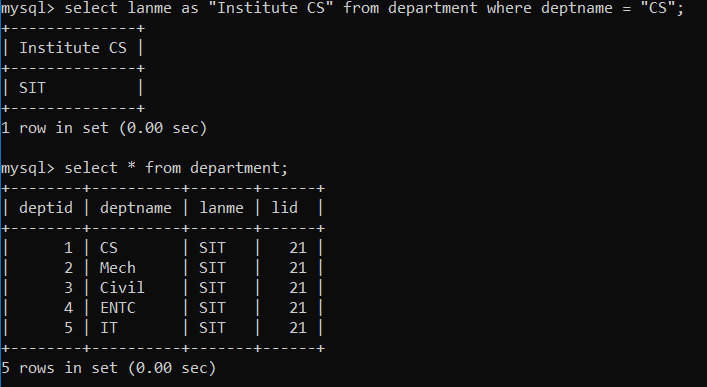 mysql> select lanme as "Institute CS" from department where deptname = "CS";
+--------------+
| Institute CS |
+--------------+
| SIT          |
+--------------+
1 row in set (0.00 sec)
mysql> select * from department;
+--------+----------+-------+------+
| deptid | deptname | lanme | lid  |
+--------+----------+-------+------+
|      1 | CS       | SIT   |   21 |
|      2 | Mech     | SIT   |   21 |
|      3 | Civil    | SIT   |   21 |
|      4 | ENTC     | SIT   |   21 |
|      5 | IT       | SIT   |   21 |
+--------+----------+-------+------+
5 rows in set (0.00 sec)